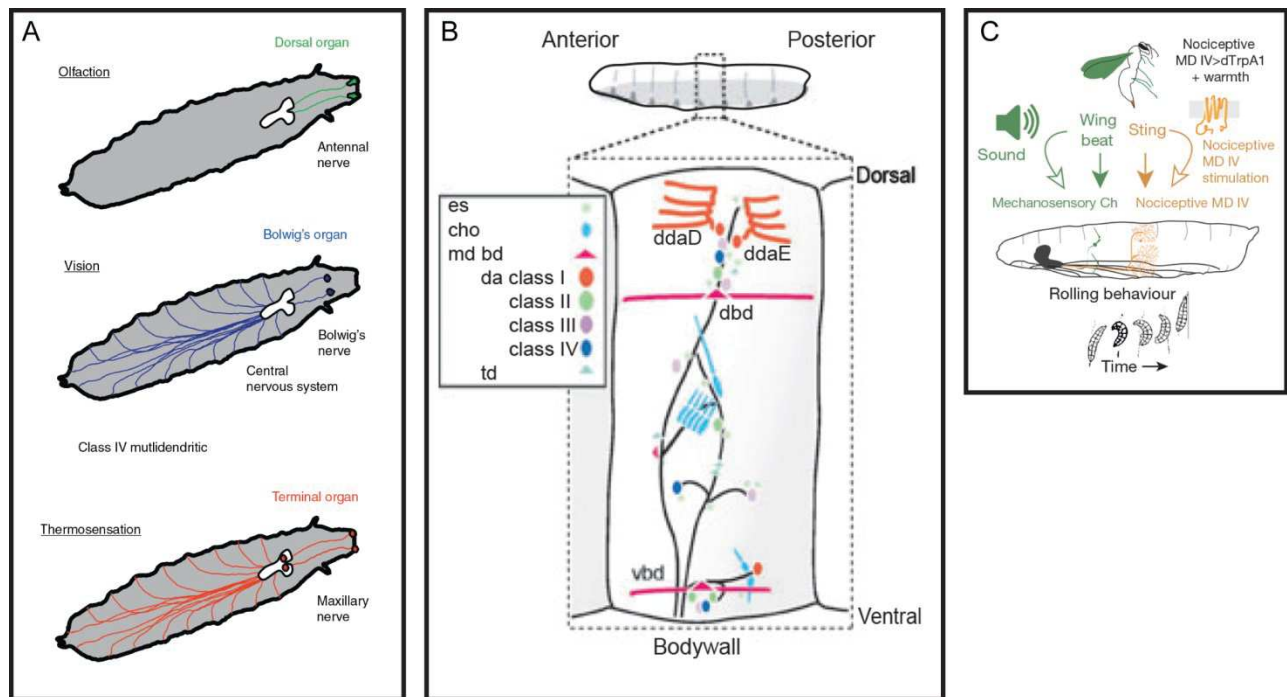 A
Dorsal organ
Olfaction
Antennal
nerve
Bolwig's organ
Vision
Bolwig's
nerve
Central
nervous system
Class IV mutlidendritic
Terminal organ
Thermosensation
Maxillary
nerve
B
Anterior
Posterior
Dorsal
es
cho
md bd
da class I
class II
class III
class IV
td
ddaD
ddaE
dbd
vbd
Ventral
Bodywall
C
Nociceptive
MD IV>dTrpA1
+ warmth
Sound
Wing
beat
Sting
Nociceptive
MD IV
stimulation
Mechanosensory Ch
Nociceptive MD IV
Rolling behaviour
Time